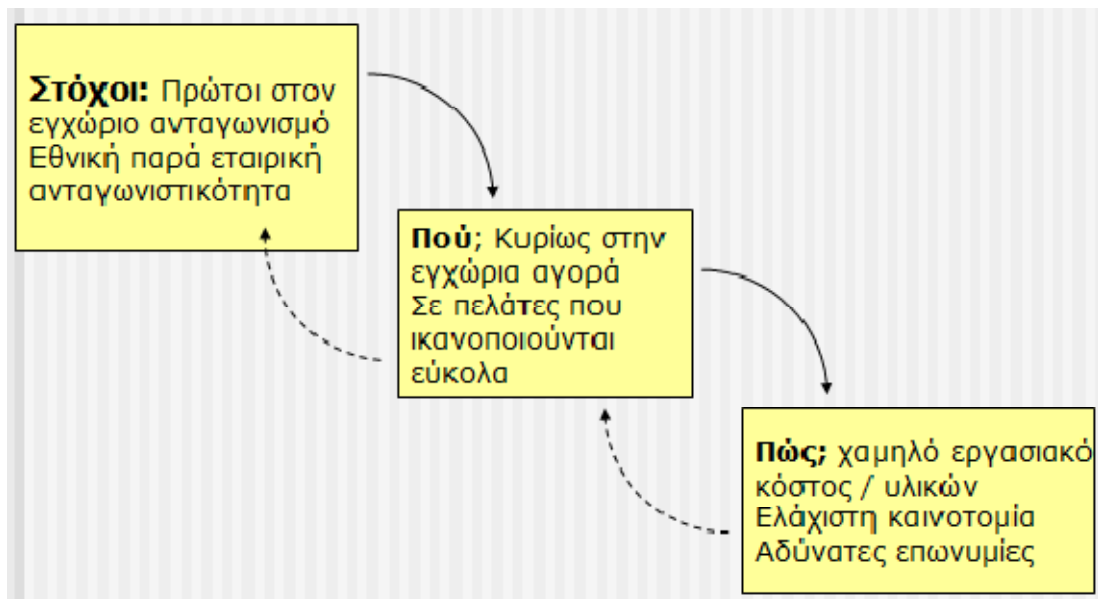 Στόχοι: Πρώτοι στον
εγχώριο ανταγωνισμό
Εθνική παρά εταιρική
ανταγωνιστικότητα
Πού; Κυρίως στην
εγχώρια αγορά
Σε πελάτες που
ικανοποιούνται
εύκολα
Πώς; χαμηλό εργασιακό
κόστος / υλικών
Ελάχιστη καινοτομία
Αδύνατες επωνυμίες